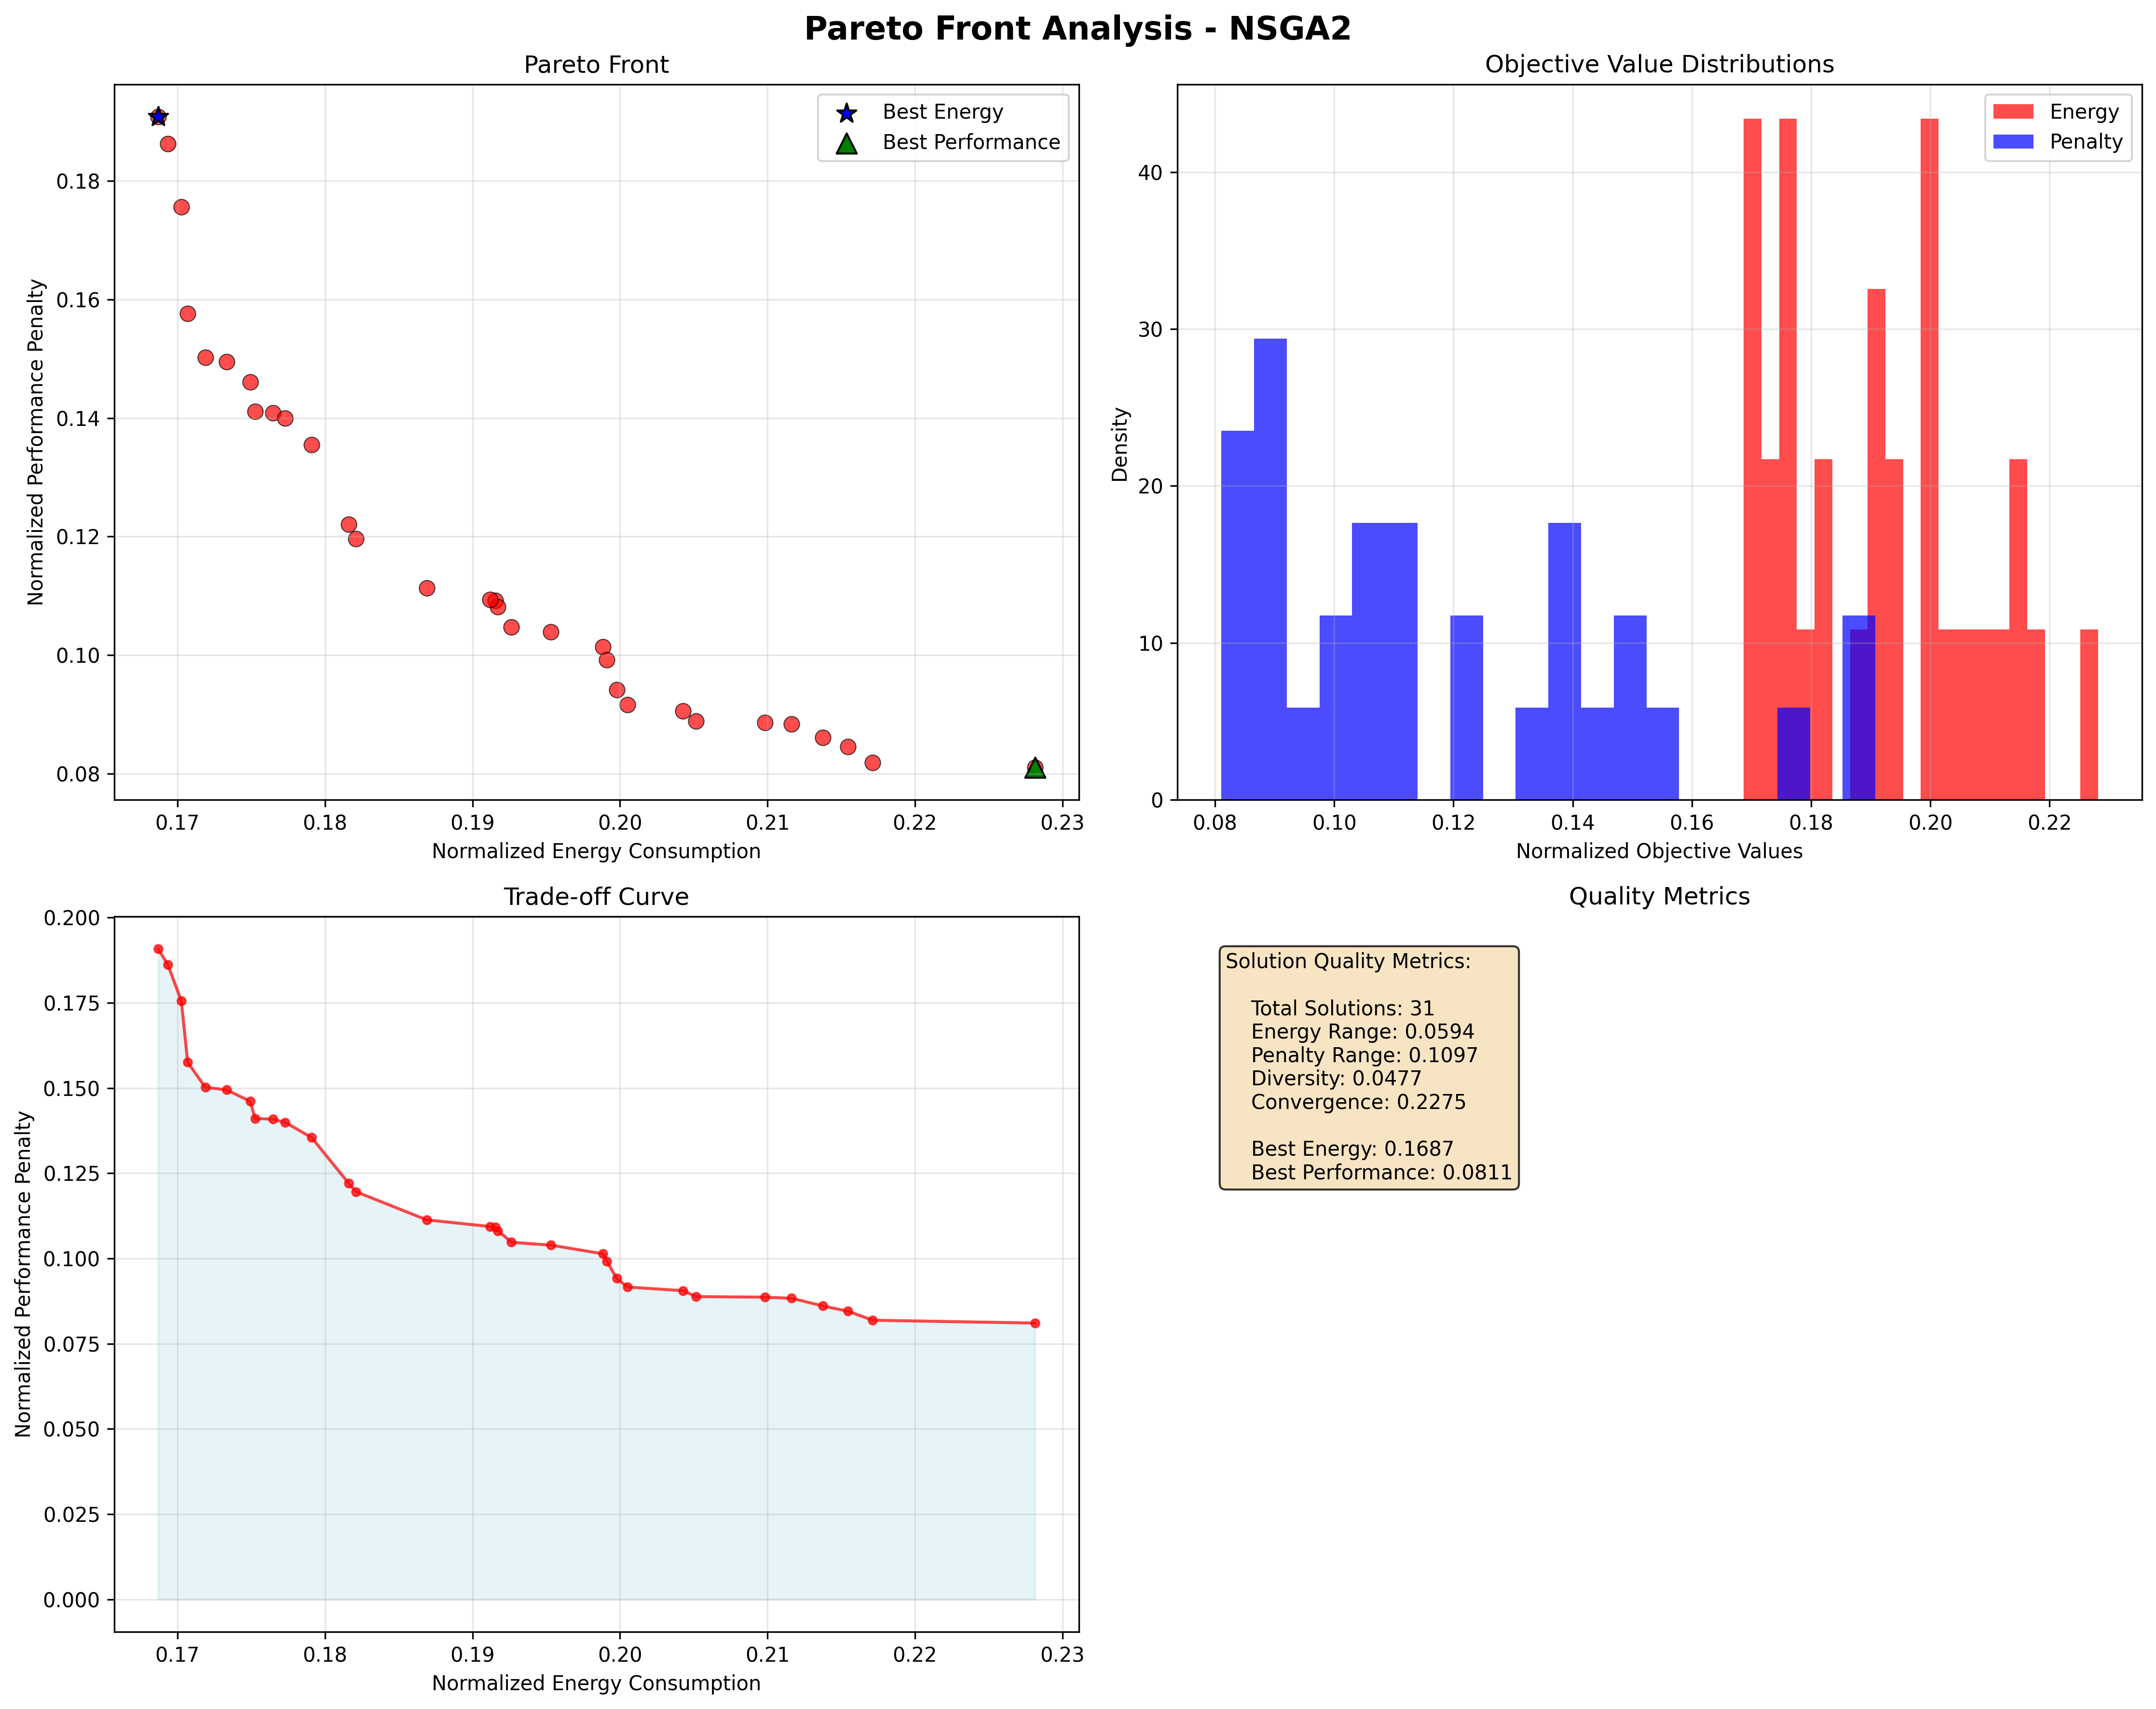 Pareto Front Analysis - NSGA2
Pareto Front
Normalized Performance Penalty
0.18
0.16
0.14
0.12
0.10
0.08
Best Energy
Best Performance
0.17 0.18 0.19 0.20 0.21 0.22 0.23
Normalized Energy Consumption
Objective Value Distributions
Density
40
30
20
10
0
Energy
Penalty
0.08 0.10 0.12 0.14 0.16 0.18 0.20 0.22
Normalized Objective Values
Trade-off Curve
Normalized Performance Penalty
0.200
0.175
0.150
0.125
0.100
0.075
0.050
0.025
0.000
0.17 0.18 0.19 0.20 0.21 0.22 0.23
Normalized Energy Consumption
Quality Metrics
Solution Quality Metrics:
Total Solutions: 31
Energy Range: 0.0594
Penalty Range: 0.1097
Diversity: 0.0477
Convergence: 0.2275
Best Energy: 0.1687
Best Performance: 0.0811